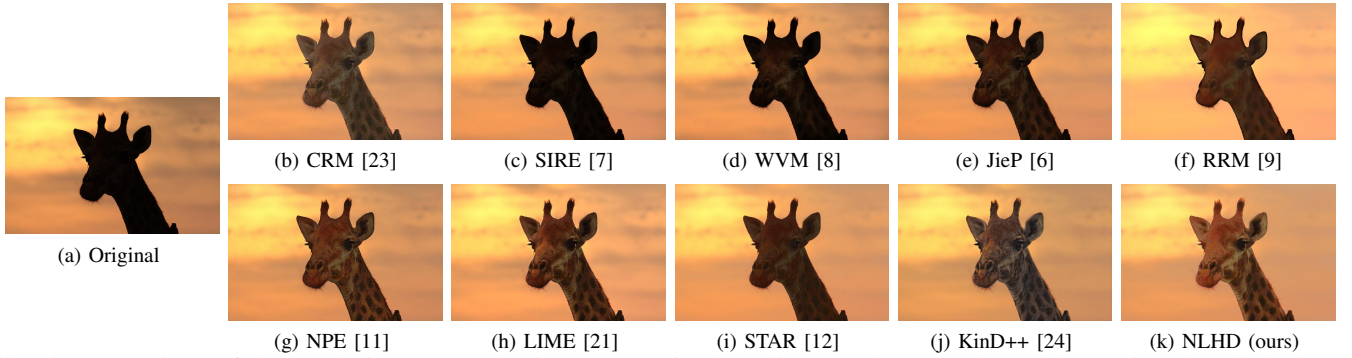 (b) CRM [23] (c) SIRE [7] (d) WVM [8] (e) JieP [6] (f) RRM [9]
(a) Original
(g) NPE [11] (h) LIME [21] (i) STAR [12] (j) KinD++ [24] (k) NLHD (ours)